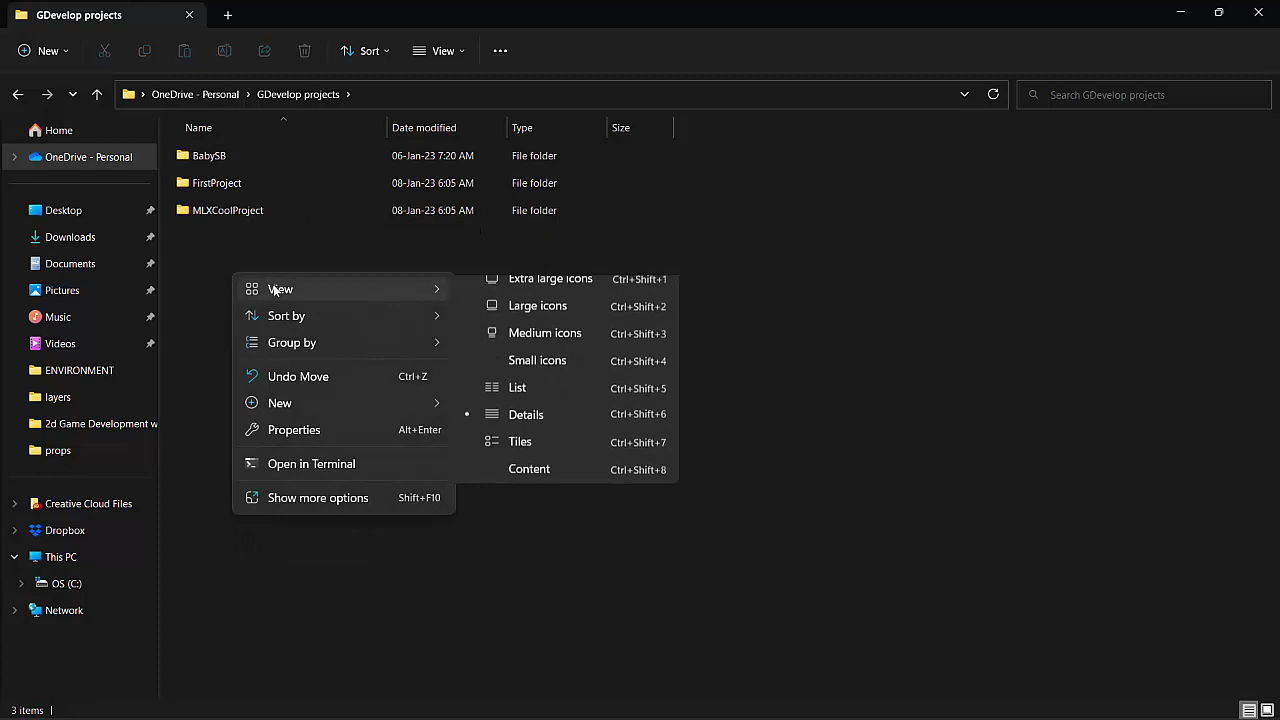 GDevelop projects
New
Sort
View
OneDrive - Personal
GDevelop projects
Search GDevelop projects
Name
Date modified
Type
Size
BabySB
06-Jan-23 7:20 AM
File folder
FirstProject
08-Jan-23 6:05 AM
File folder
MLXCoolProject
08-Jan-23 6:05 AM
File folder
Home
OneDrive - Personal
Desktop
Downloads
Documents
Pictures
Music
Videos
ENVIRONMENT
layers
2d Game Development w
props
Creative Cloud Files
Dropbox
This PC
OS (C:)
Network
View
Sort by
Group by
Undo Move Ctrl+Z
New
Properties Alt+Enter
Open in Terminal
Show more options Shift+F10
Extra large icons Ctrl+Shift+1
Large icons Ctrl+Shift+2
Medium icons Ctrl+Shift+3
Small icons Ctrl+Shift+4
List Ctrl+Shift+5
Details Ctrl+Shift+6
Tiles Ctrl+Shift+7
Content Ctrl+Shift+8
3 items